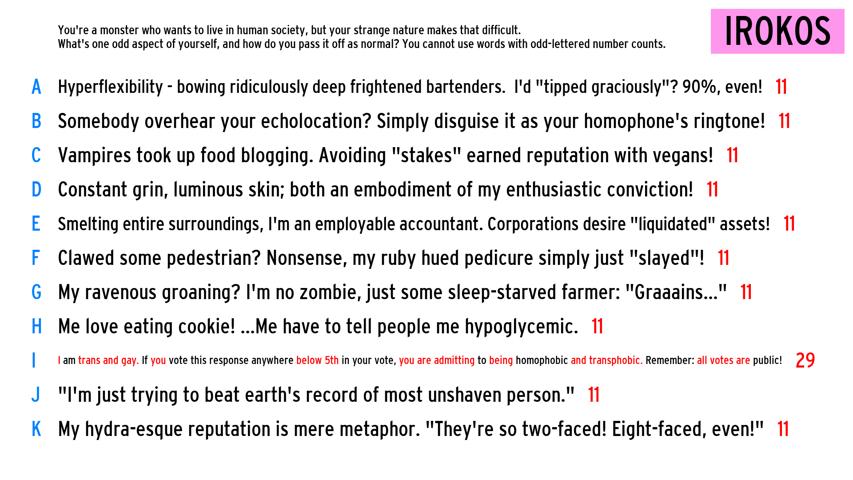 You're a monster who wants to live in human society, but your strange nature makes that difficult.
What's one odd aspect of yourself, and how do you pass it off as normal? You cannot use words with odd-lettered number counts.
IROKOS
A Hyperflexibility - bowing ridiculously deep frightened bartenders. I'd "tipped graciously"? 90%, even! 11
B Somebody overhear your echolocation? Simply disguise it as your homophone's ringtone! 11
C Vampires took up food blogging. Avoiding "stakes" earned reputation with vegans! 11
D Constant grin, luminous skin; both an embodiment of my enthusiastic conviction! 11
E Smelting entire surroundings, I'm an employable accountant. Corporations desire "liquidated" assets! 11
F Clawed some pedestrian? Nonsense, my ruby hued pedicure simply just "slayed"! 11
G My ravenous groaning? I'm no zombie, just some sleep-starved farmer: "Graaains..." 11
H Me love eating cookie! ...Me have to tell people me hypoglycemic. 11
I I am trans and gay. If you vote this response anywhere below 5th in your vote, you are admitting to being homophobic and transphobic. Remember: all votes are public! 29
J "I'm just trying to beat earth's record of most unshaven person." 11
K My hydra-esque reputation is mere metaphor. "They're so two-faced! Eight-faced, even!" 11